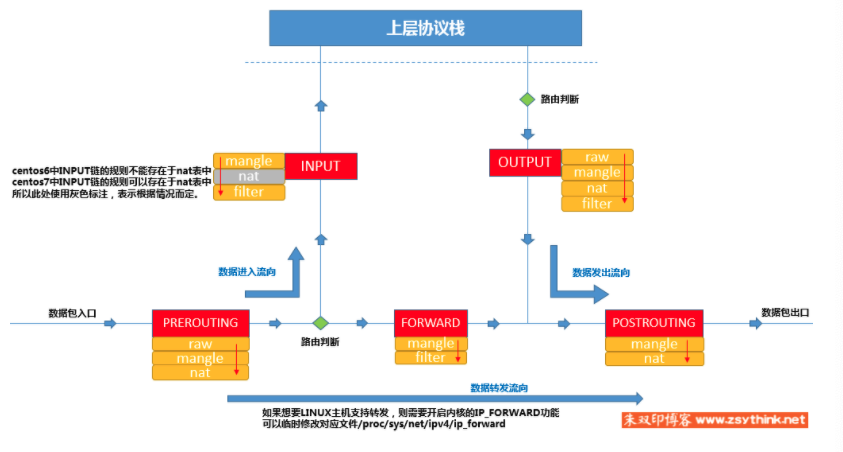 上层协议栈
路由判断
centos6中INPUT链的规则不能存在于nat表中
centos7中INPUT链的规则可以存在于nat表中
所以此处使用灰色标注，表示根据情况而定。
mangle
nat
filter
INPUT
OUTPUT
raw
mangle
nat
filter
数据进入流向
数据发出流向
数据包入口
PREROUTING
raw
mangle
nat
路由判断
FORWARD
mangle
filter
POSTROUTING
mangle
nat
数据包出口
数据转发流向
如果想要LINUX主机支持转发，则需要开启内核的IP_FORWARD功能
可以临时修改对应文件/proc/sys/net/ipv4/ip_forward
朱双印博客 www.zsythink.net